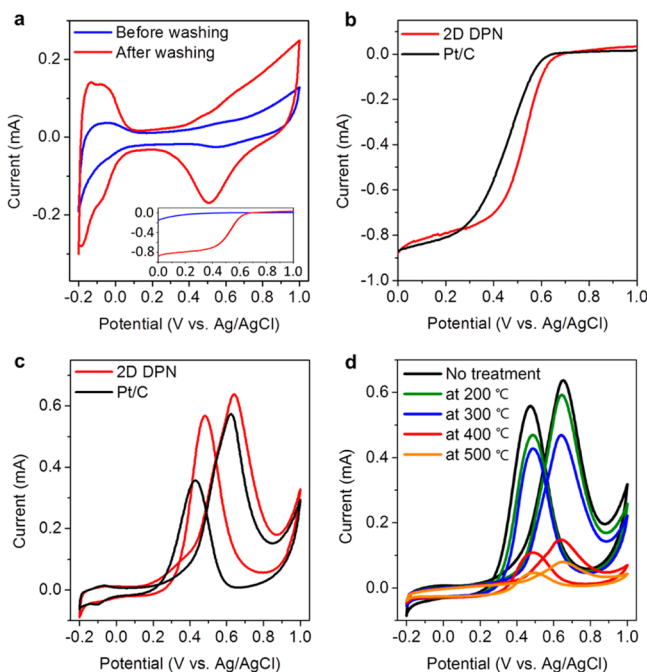 a
Before washing
After washing
0.2
0.0
-0.2
Current (mA)
0.0
-0.4
-0.8
0.0 0.2 0.4 0.6 0.8 1.0
-0.2 0.0 0.2 0.4 0.6 0.8 1.0
Potential (V vs. Ag/AgCl)
b
2D DPN
Pt/C
0.0
-0.2
-0.4
-0.6
-0.8
-1.0
Current (mA)
0.0 0.2 0.4 0.6 0.8 1.0
Potential (V vs. Ag/AgCl)
c
2D DPN
Pt/C
0.6
0.4
0.2
0.0
Current (mA)
-0.2 0.0 0.2 0.4 0.6 0.8 1.0
Potential (V vs. Ag/AgCl)
d
No treatment
at 200 ℃
at 300 ℃
at 400 ℃
at 500 ℃
0.6
0.4
0.2
0.0
Current (mA)
-0.2 0.0 0.2 0.4 0.6 0.8 1.0
Potential (V vs. Ag/AgCl)